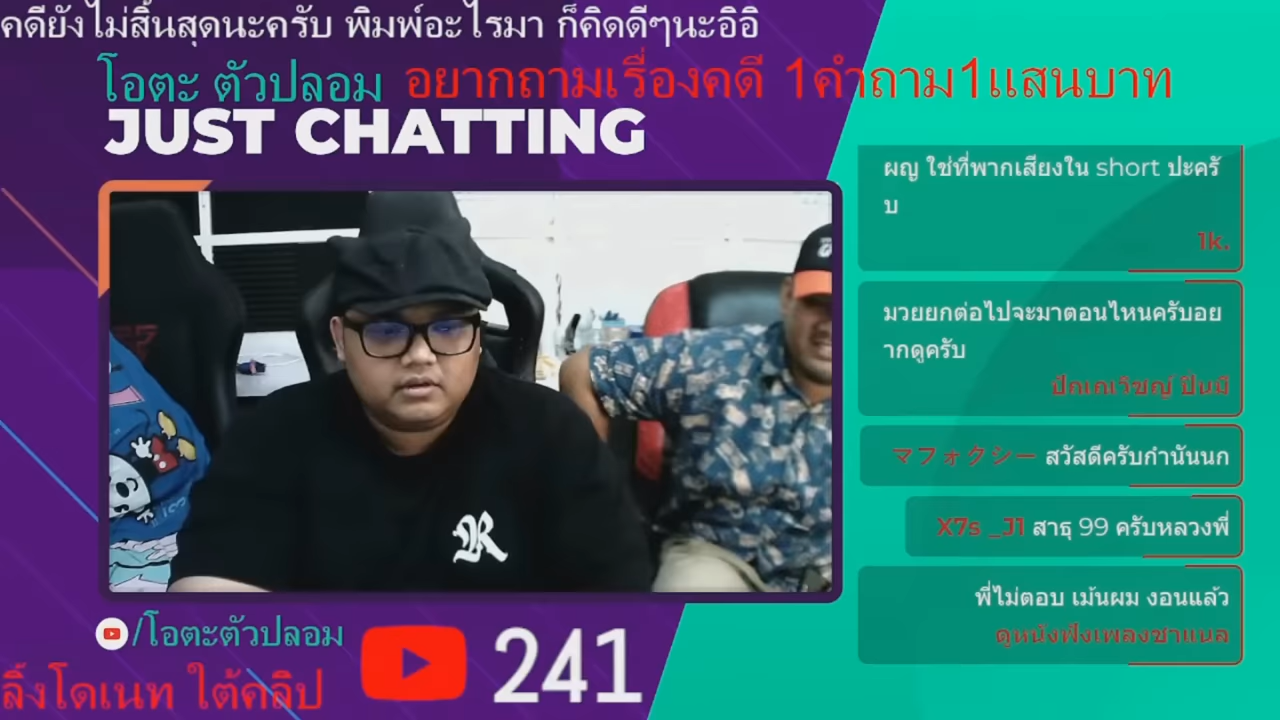 คดียังไม่สิ้นสุดนะครับ พิมพ์อะไรมา ก็คิดดีๆนะอิอิ
โอตะ ตัวปลอม อยากถามเรื่องคดี 1คำถาม1แสนบาท
JUST CHATTING
ผญ ใช่ที่พากเสียงใน short ปะครั
บ
1k.
มวยยกต่อไปจะมาตอนไหนครับอย
ากดูครับ
ปัณณวิชญ์ ปิ่นมี
マフォクシー สวัสดีครับกำนันนก
X7s _J1 สาธุ 99 ครับหลวงพี่
พี่ไม่ตอบ เม้นผม งอนแล้ว
ดูหนังฟังเพลงชาแนล
R
/โอตะตัวปลอม
241
ลิ้งโดเนท ใต้คลิป